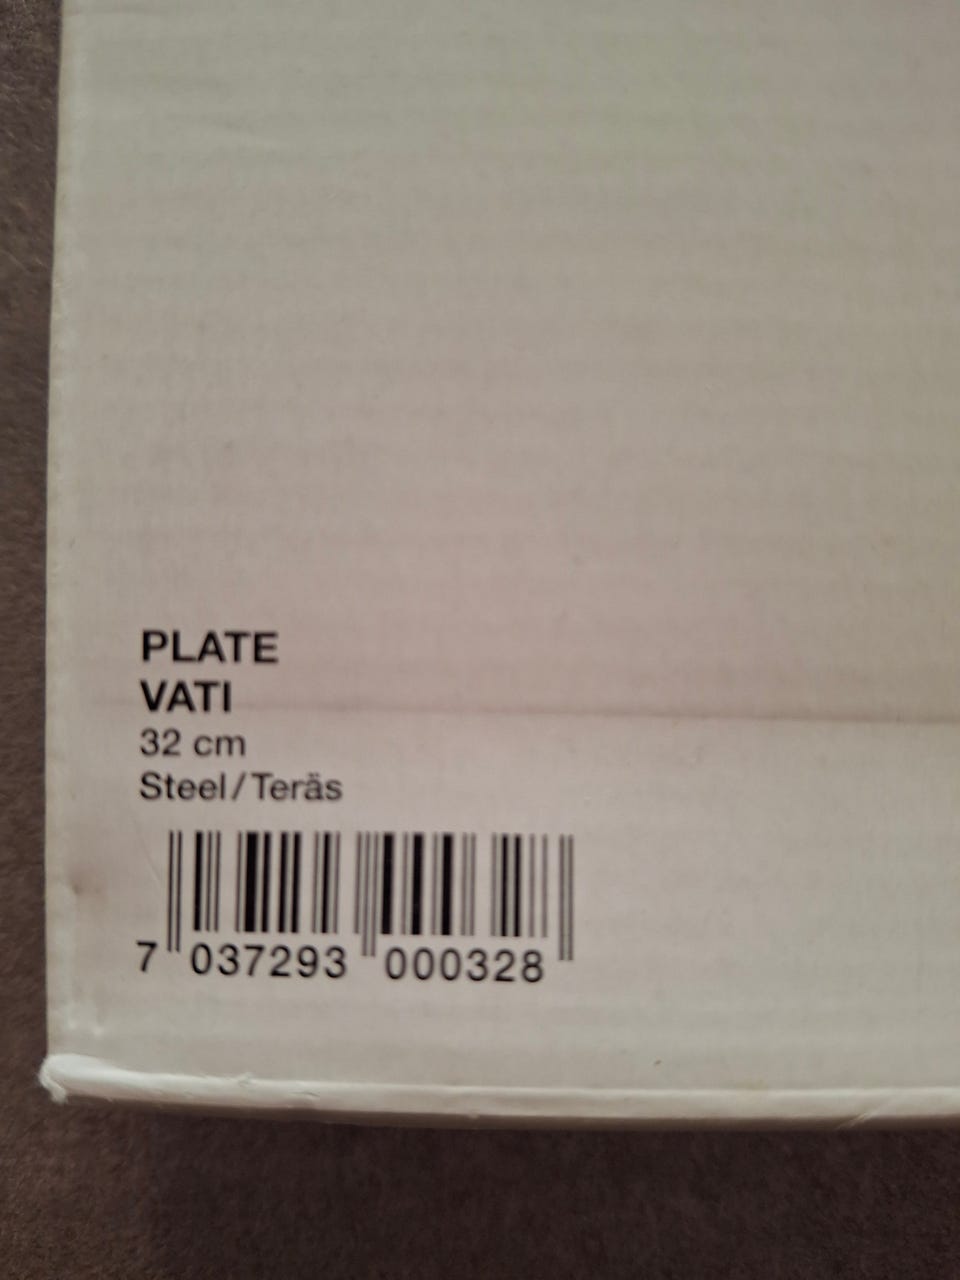 PLATE
VATI
32 cm
Steel/Teräs
7 037293 000328